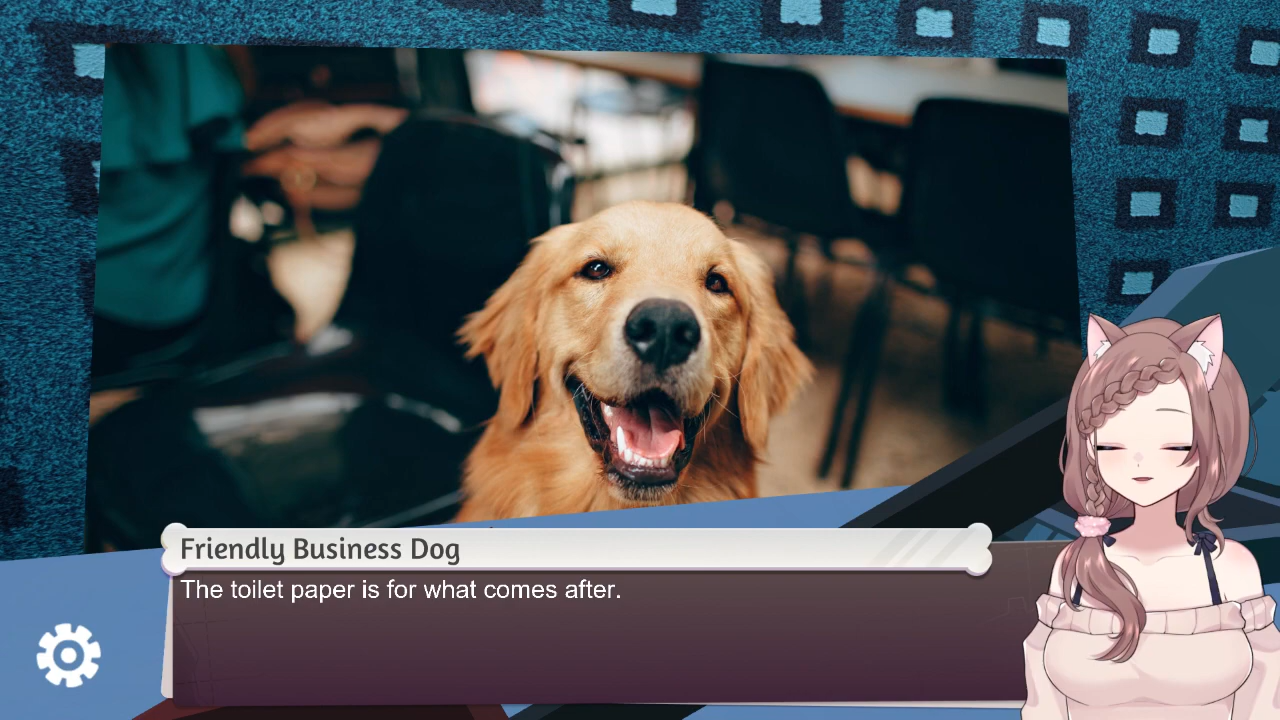 Friendly Business Dog
The toilet paper is for what comes after.